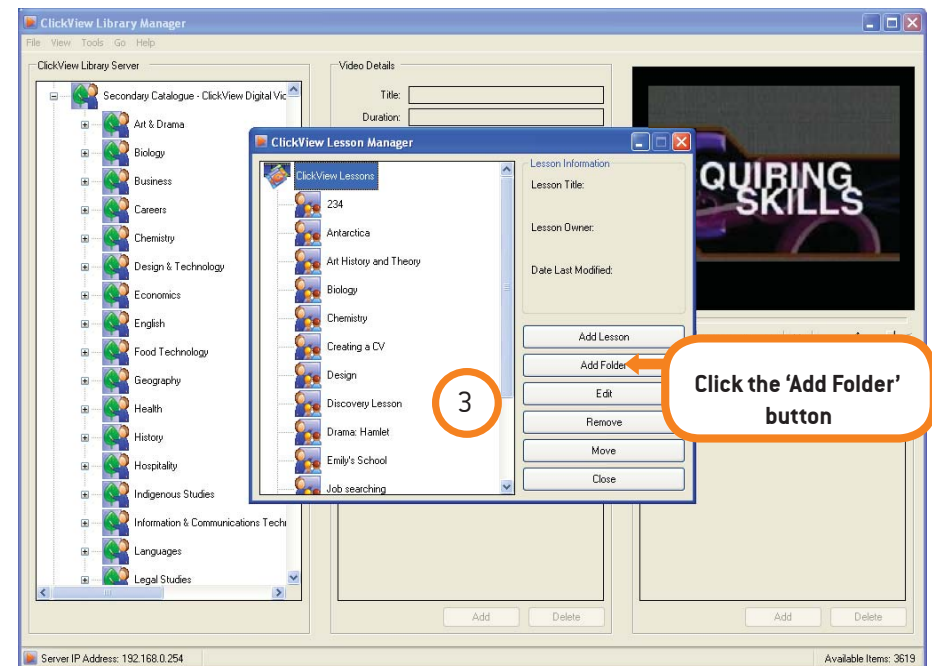 ClickView Library Manager
File View Tools Go Help
ClickView Library Server
Secondary Catalogue - ClickView Digital Vic
Art & Drama
Biology
Business
Careers
Chemistry
Design & Technology
Economics
English
Food Technology
Geography
Health
History
Hospitality
Indigenous Studies
Information & Communications Techr
Languages
Legal Studies
Video Details
Title:
Duration:
QUIRING
SKILLS
ClickView Lesson Manager
ClickView Lessons
234
Antarctica
Art History and Theory
Biology
Chemistry
Creating a CV
Design
Discovery Lesson
Drama: Hamlet
Emily's School
Job searching
3
Lesson Information
Lesson Title:
Lesson Owner:
Date Last Modified:
Add Lesson
Add Folder
Edit
Remove
Move
Close
Click the ‘Add Folder’
button
Add Delete
Add Delete
Server IP Address: 192.168.0.254
Available Items: 3619